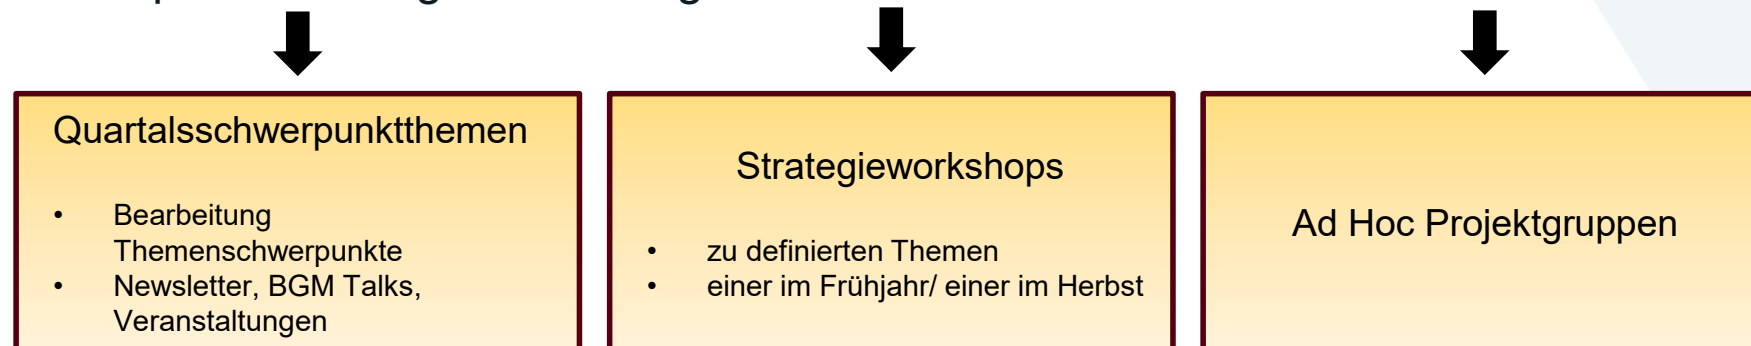 Quartalsschwerpunktthemen
• Bearbeitung
Themenschwerpunkte
• Newsletter, BGM Talks,
Veranstaltungen
Strategieworkshops
• zu definierten Themen
• einer im Frühjahr/ einer im Herbst
Ad Hoc Projektgruppen